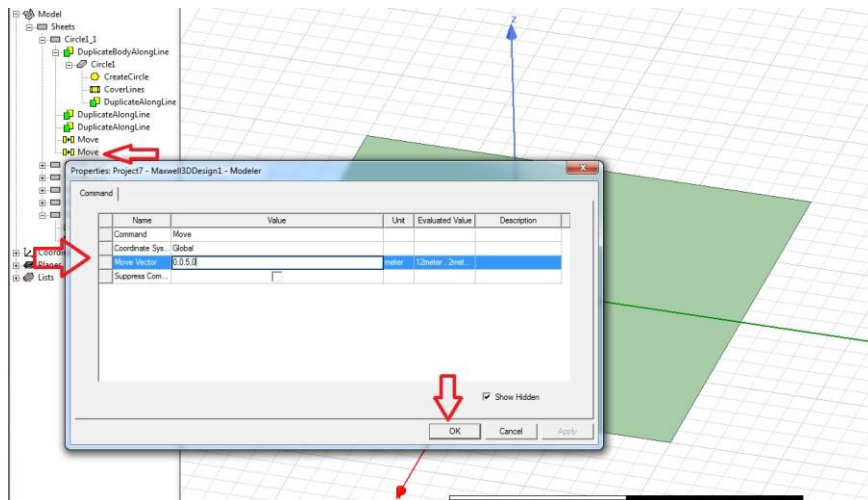 Model
Sheets
Circle1_1
DuplicateBodyAlongLine
Circle1
CreateCircle
CoverLines
DuplicateAlongLine
DuplicateAlongLine
DuplicateAlongLine
Move
Move
Planes
Lists
Z
Properties: Project7 - Maxwell3DDesign1 - Modeler
Command
Name Value Unit Evaluated Value Description
Command Move
Coordinate Sys... Global
Move Vector 0,0.5,0 meter
Suppress Com...
Show Hidden
OK Cancel Apply